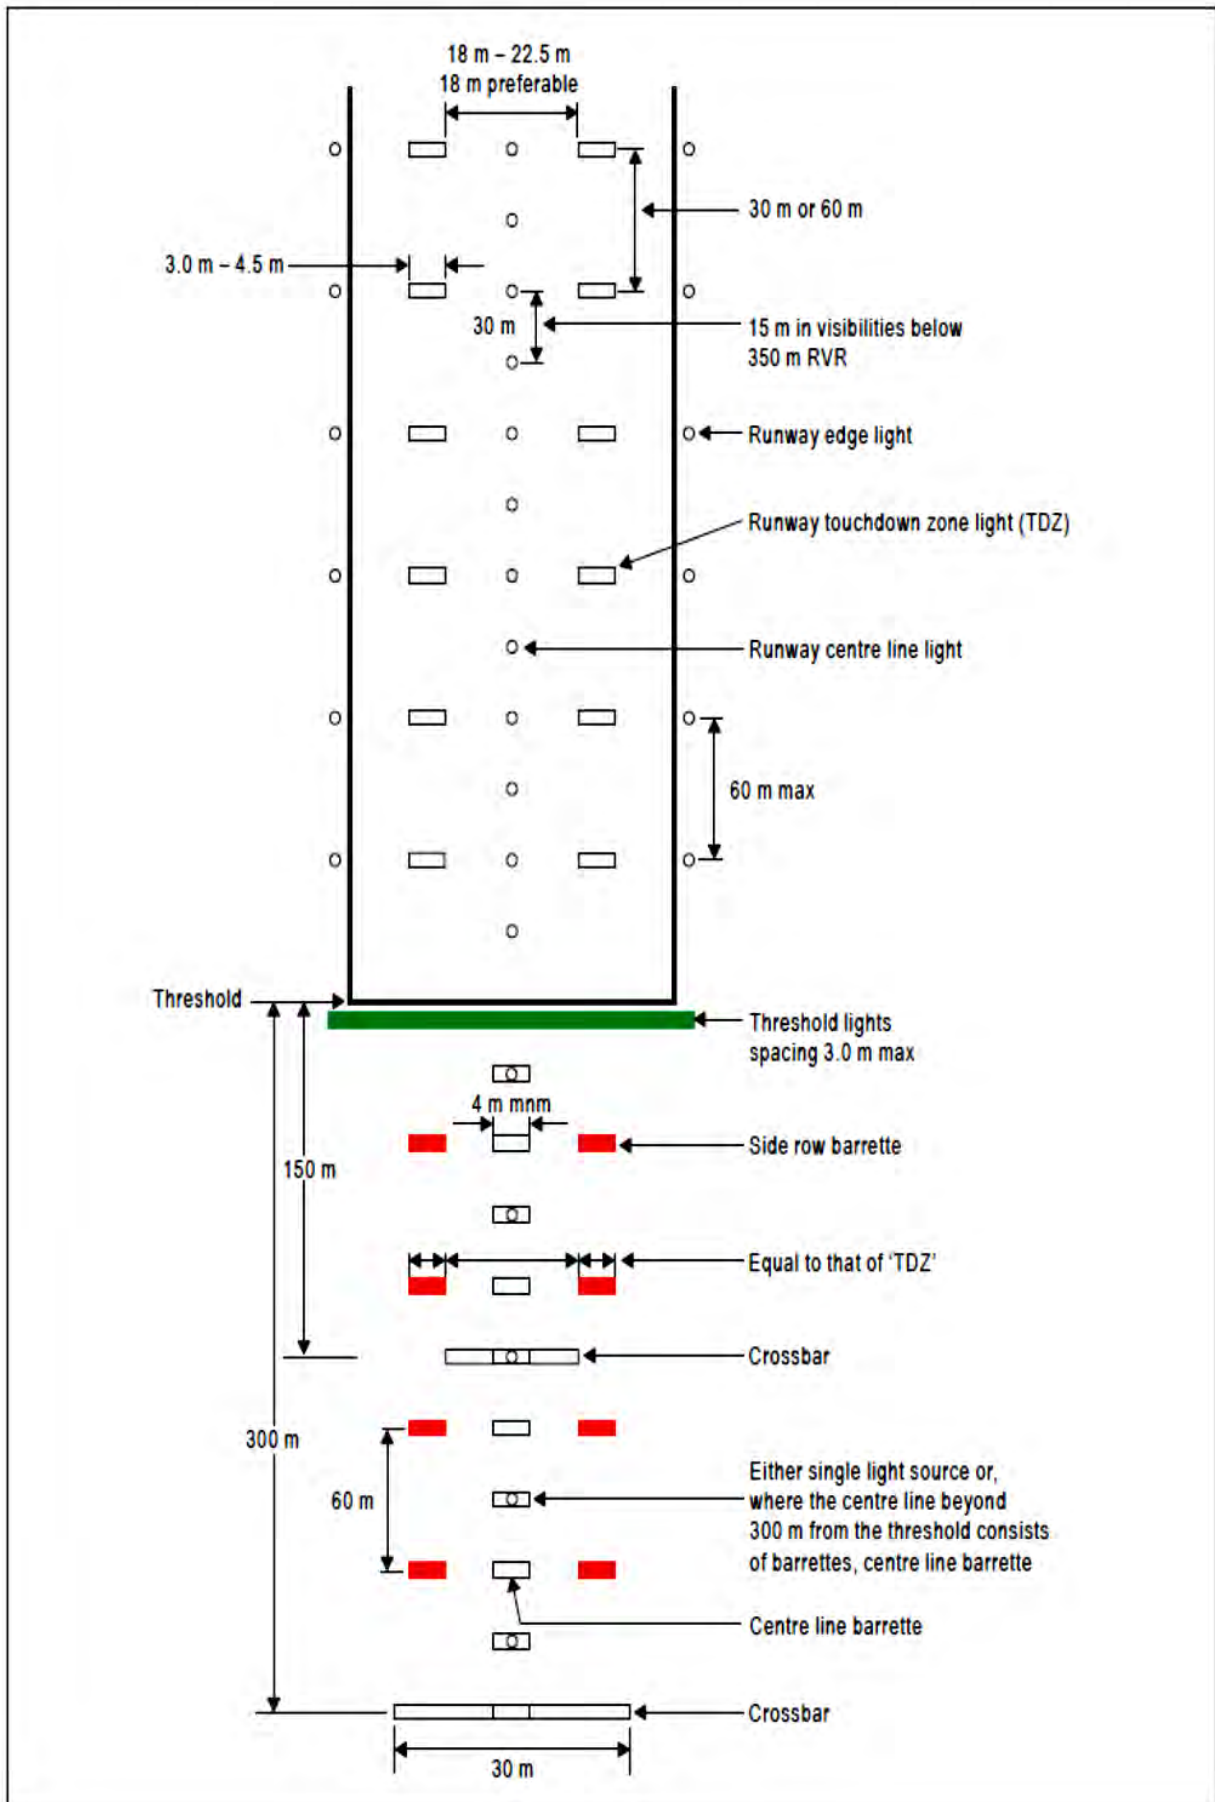 18 m – 22.5 m
18 m preferable
30 m or 60 m
3.0 m – 4.5 m
30 m
15 m in visibilities below
350 m RVR
Runway edge light
Runway touchdown zone light (TDZ)
Runway centre line light
60 m max
Threshold
Threshold lights
spacing 3.0 m max
4 m mnm
Side row barrette
150 m
Equal to that of ‘TDZ’
Crossbar
300 m
60 m
Either single light source or,
where the centre line beyond
300 m from the threshold consists
of barrettes, centre line barrette
Centre line barrette
Crossbar
30 m